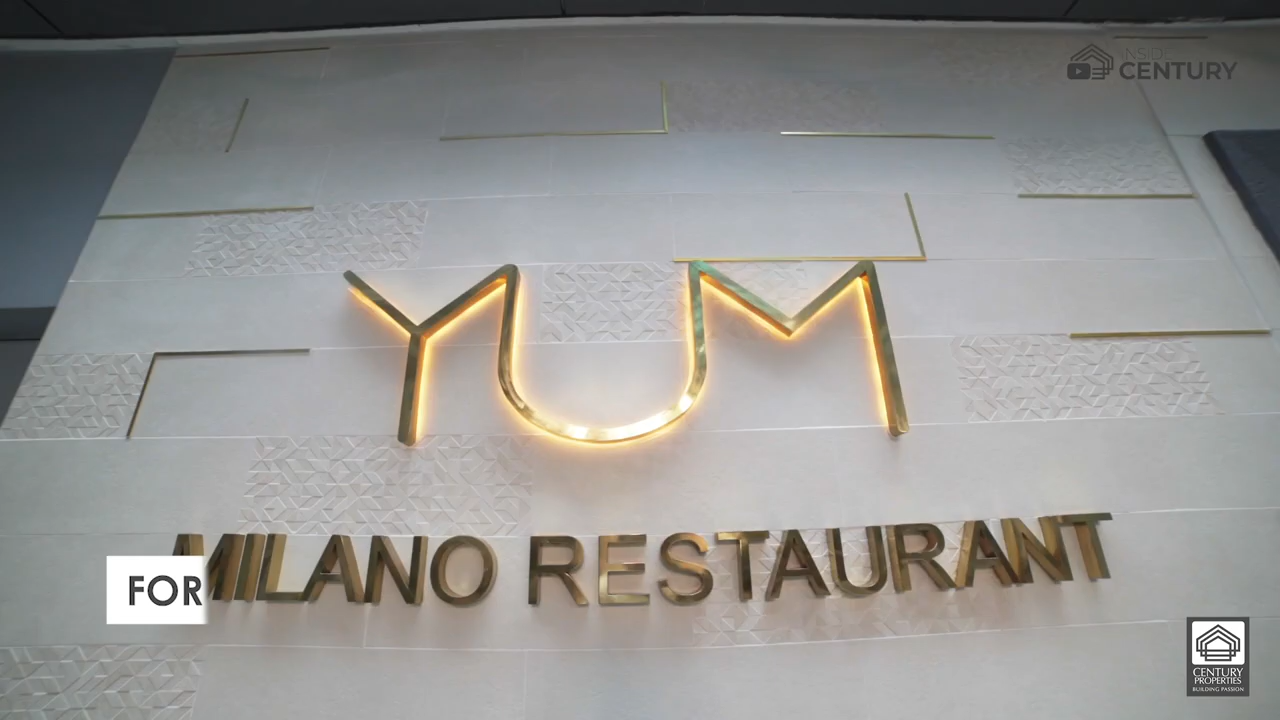 INSIDE
CENTURY
YUM
MILANO RESTAURANT
FOR
CENTURY
PROPERTIES
BUILDING PASSION